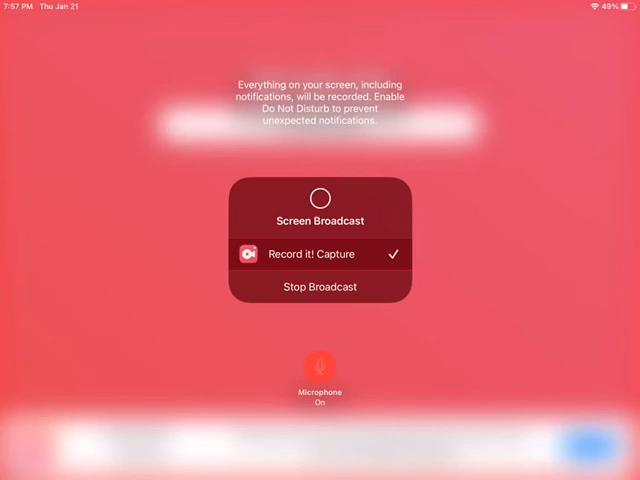 7:57 PM Thu Jan 21
49%
Everything on your screen, including
notifications, will be recorded. Enable
Do Not Disturb to prevent
unexpected notifications.
Screen Broadcast
Record it! Capture
Stop Broadcast
Microphone
On